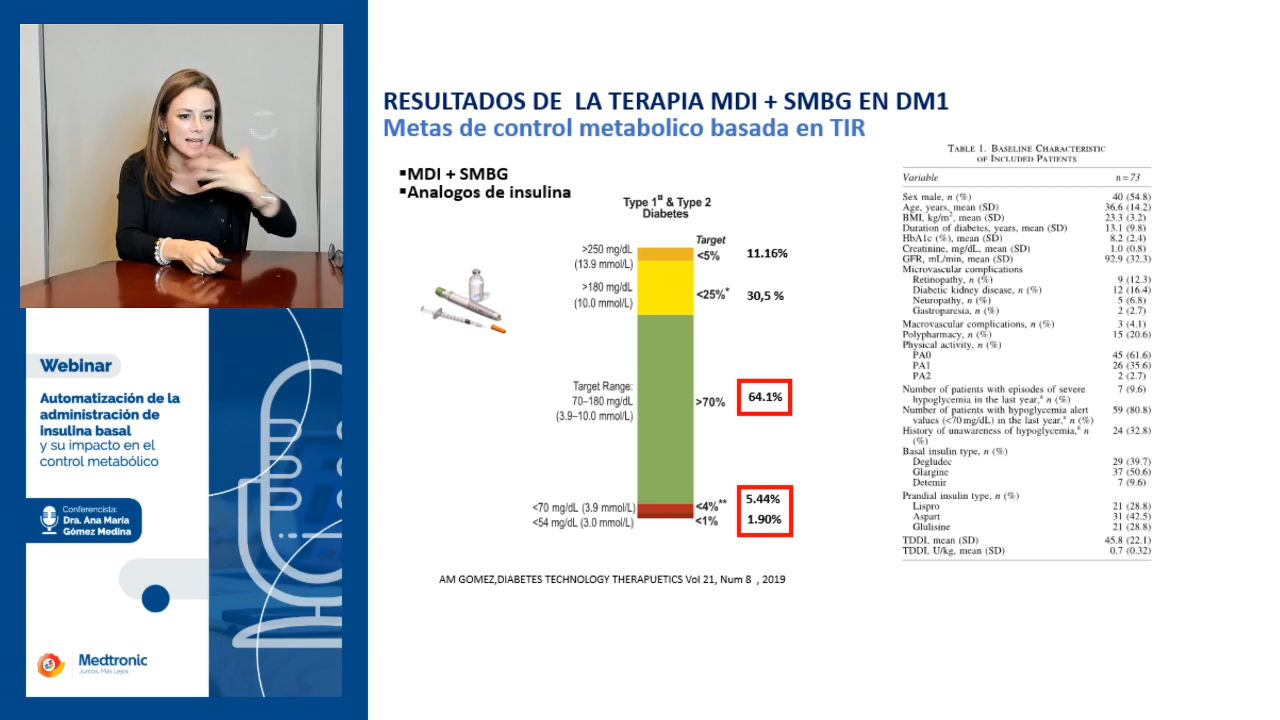 Webinar
Automatización de la
administración de
insulina basal
y su impacto en el
control metabólico
Conferencista:
Dra. Ana María
Gómez Medina
Medtronic
Juntos, Más Lejos
RESULTADOS DE LA TERAPIA MDI + SMBG EN DM1
Metas de control metabolico basada en TIR
▪MDI + SMBG
▪Analogos de insulina
Type 1¤ & Type 2
Diabetes
Target
>250 mg/dL
(13.9 mmol/L)
<5%
11.16%
>180 mg/dL
(10.0 mmol/L)
<25%*
30,5 %
Target Range:
70–180 mg/dL
(3.9–10.0 mmol/L)
>70%
64.1%
<70 mg/dL (3.9 mmol/L)
<4%**
5.44%
<54 mg/dL (3.0 mmol/L)
<1%
1.90%
AM GOMEZ,DIABETES TECHNOLOGY THERAPUETICS Vol 21, Num 8 , 2019
TABLE 1. BASELINE CHARACTERISTIC
OF INCLUDED PATIENTS
Variable n = 73
Sex male, n (%) 40 (54.8)
Age, years, mean (SD) 36.6 (14.2)
BMI, kg/m², mean (SD) 23.3 (3.2)
Duration of diabetes, years, mean (SD) 13.1 (9.8)
HbA1c (%), mean (SD) 8.2 (2.4)
Creatinine, mg/dL, mean (SD) 1.0 (0.8)
GFR, mL/min, mean (SD) 92.9 (32.3)
Microvascular complications
Retinopathy, n (%) 9 (12.3)
Diabetic kidney disease, n (%) 12 (16.4)
Neuropathy, n (%) 5 (6.8)
Gastroparesia, n (%) 2 (2.7)
Macrovascular complications, n (%) 3 (4.1)
Polypharmacy, n (%) 15 (20.6)
Physical activity, n (%)
PA0 45 (61.6)
PA1 26 (35.6)
PA2 2 (2.7)
Number of patients with episodes of severe 7 (9.6)
hypoglycemia in the last year,ª n (%)
Number of patients with hypoglycemia alert 59 (80.8)
values (<70 mg/dL) in the last year,ª n (%)
History of unawareness of hypoglycemia,ª n 24 (32.8)
(%)
Basal insulin type, n (%)
Degludec 29 (39.7)
Glargine 37 (50.6)
Detemir 7 (9.6)
Prandial insulin type, n (%)
Lispro 21 (28.8)
Aspart 31 (42.5)
Glulisine 21 (28.8)
TDDI, mean (SD) 45.8 (22.1)
TDDI, U/kg, mean (SD) 0.7 (0.32)